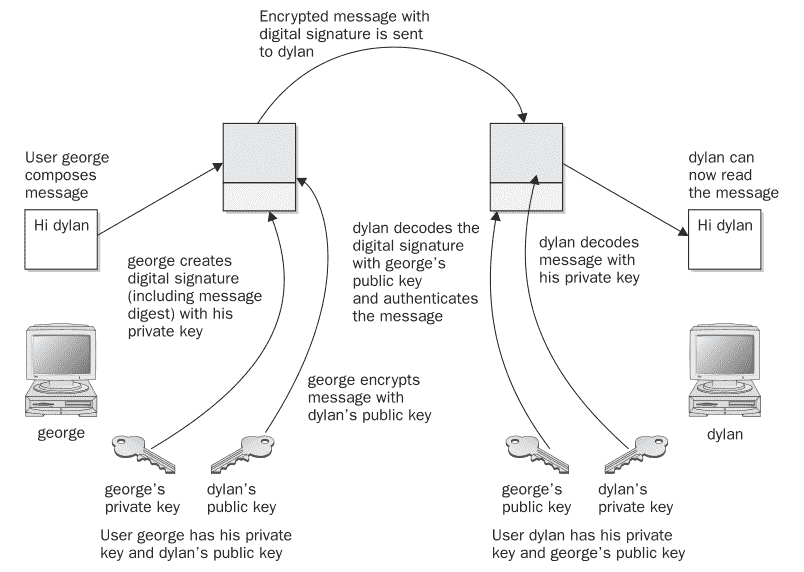 Encrypted message with
digital signature is sent
to dylan
User george
composes
message
Hi dylan
george creates
digital signature
(including message
digest) with his
private key
george encrypts
message with
dylan's public key
dylan decodes the
digital signature
with george's
public key
and authenticates
the message
dylan decodes
message with
his private key
dylan can
now read
the message
Hi dylan
george
dylan
george's
private key
dylan's
public key
User george has his private
key and dylan's public key
george's
public key
dylan's
private key
User dylan has his private
key and george's public key